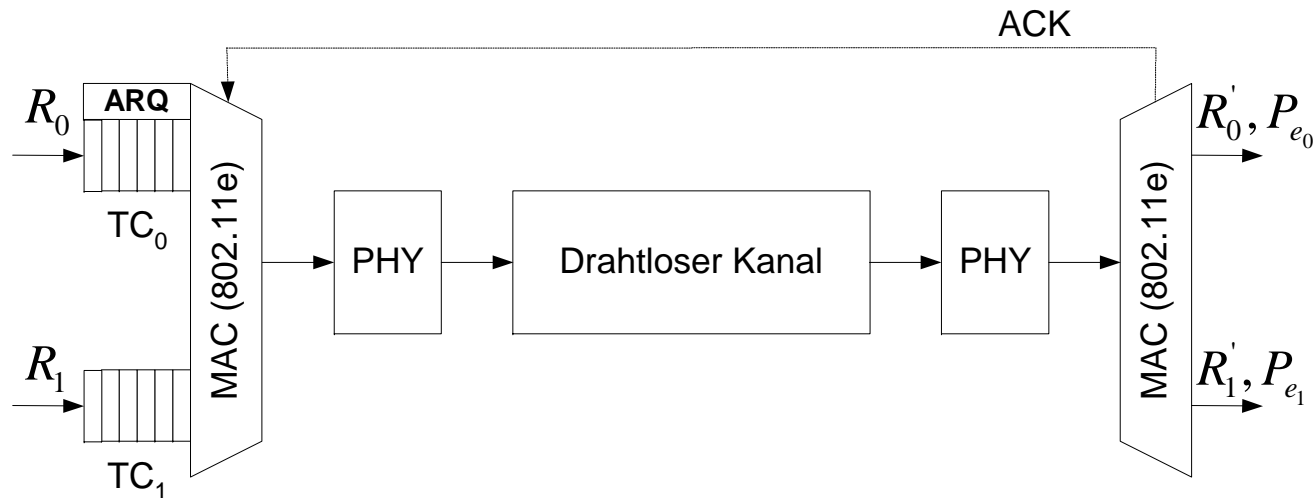 ACK
ARQ
R₀
TC₀
R₁
TC₁
MAC (802.11e)
PHY
Drahtloser Kanal
PHY
MAC (802.11e)
R₀', Pₑ₀
R₁', Pₑ₁